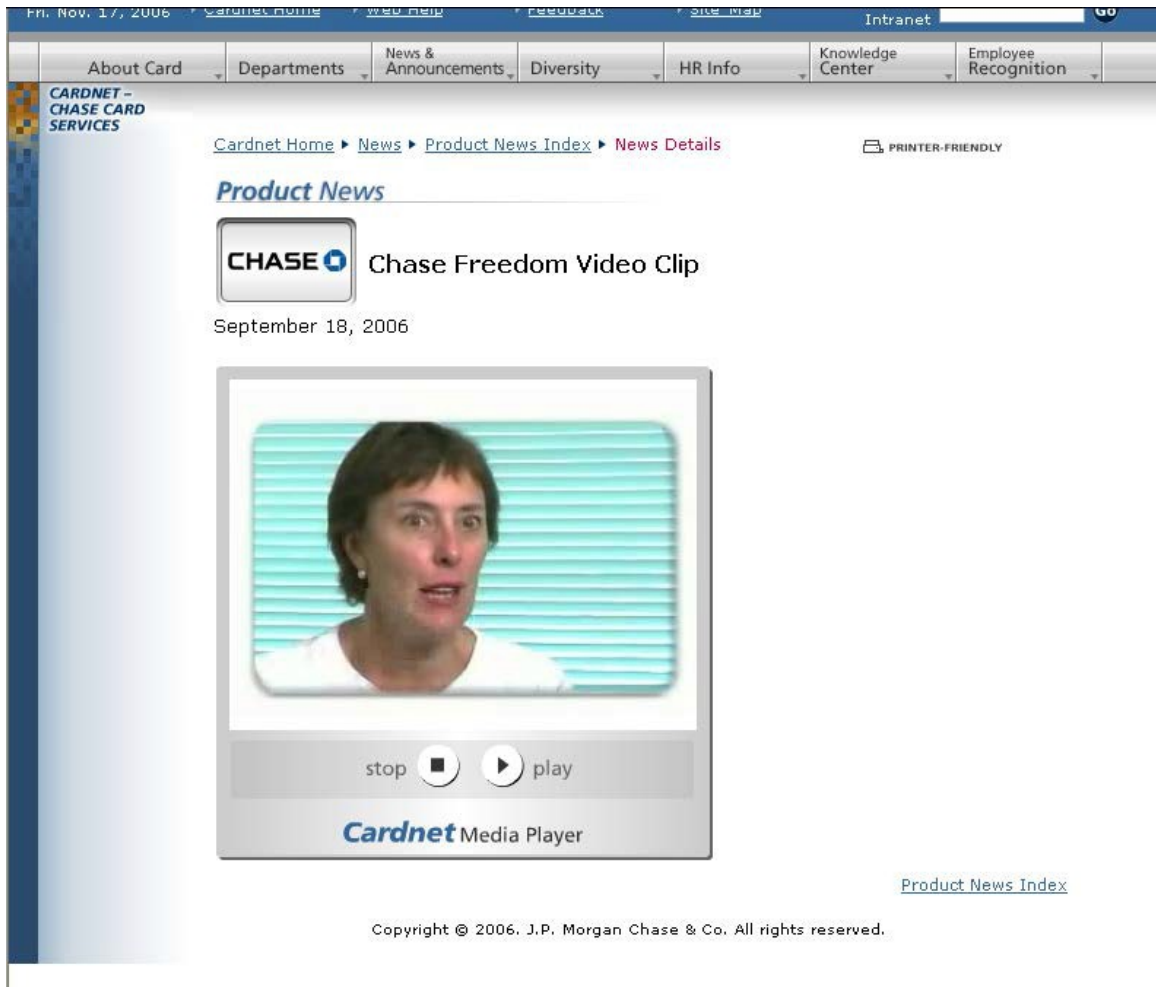 Fri. Nov. 17, 2006 Cardnet Home Web Help Feedback Site Map Intranet Go
About Card Departments News & Announcements Diversity HR Info Knowledge Center Employee Recognition
CARDNET –
CHASE CARD
SERVICES
Cardnet Home News Product News Index News Details PRINTER-FRIENDLY
Product News
CHASE Chase Freedom Video Clip
September 18, 2006
stop play
Cardnet Media Player
Product News Index
Copyright © 2006. J.P. Morgan Chase & Co. All rights reserved.